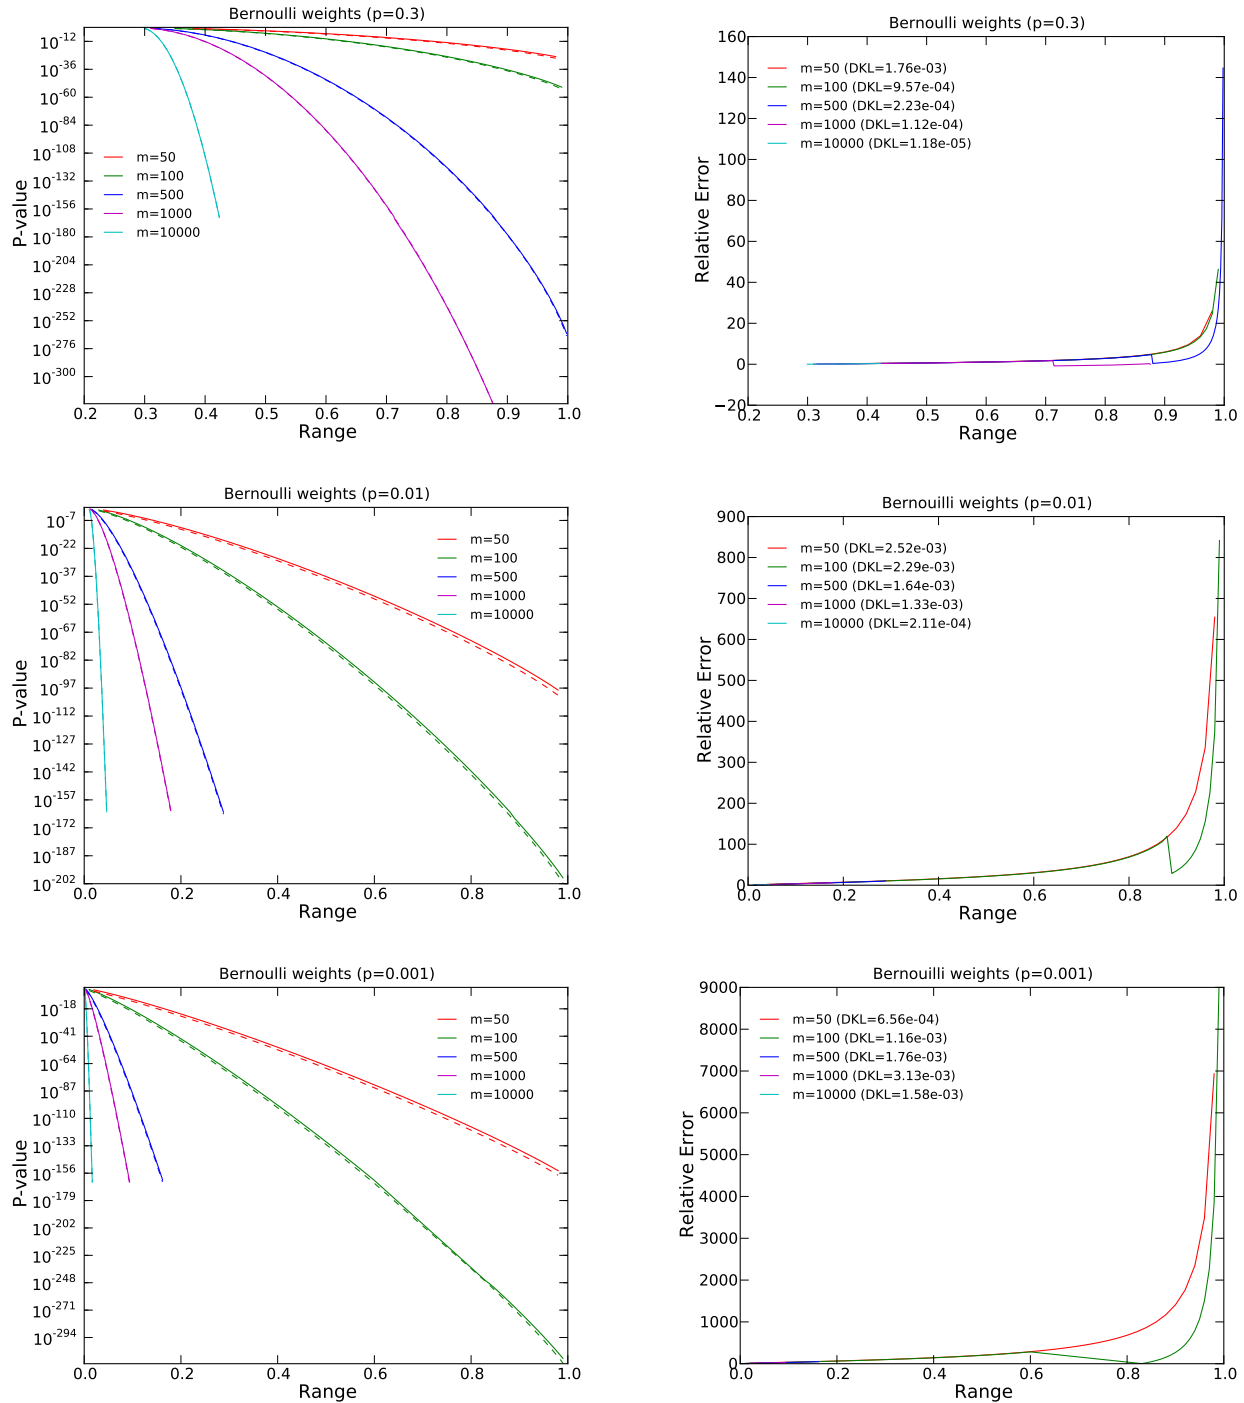 Bernoulli weights (p=0.3)
P-value
10^-12
10^-36
10^-60
10^-84
10^-108
10^-132
10^-156
10^-180
10^-204
10^-228
10^-252
10^-276
10^-300
m=50
m=100
m=500
m=1000
m=10000
0.2 0.3 0.4 0.5 0.6 0.7 0.8 0.9 1.0
Range
Bernoulli weights (p=0.3)
Relative Error
160
140
120
100
80
60
40
20
0
−20
m=50 (DKL=1.76e-03)
m=100 (DKL=9.57e-04)
m=500 (DKL=2.23e-04)
m=1000 (DKL=1.12e-04)
m=10000 (DKL=1.18e-05)
0.2 0.3 0.4 0.5 0.6 0.7 0.8 0.9 1.0
Range
Bernoulli weights (p=0.01)
P-value
10^-7
10^-22
10^-37
10^-52
10^-67
10^-82
10^-97
10^-112
10^-127
10^-142
10^-157
10^-172
10^-187
10^-202
m=50
m=100
m=500
m=1000
m=10000
0.0 0.2 0.4 0.6 0.8 1.0
Range
Bernouilli weights (p=0.01)
Relative Error
900
800
700
600
500
400
300
200
100
0
m=50 (DKL=2.52e-03)
m=100 (DKL=2.29e-03)
m=500 (DKL=1.64e-03)
m=1000 (DKL=1.33e-03)
m=10000 (DKL=2.11e-04)
0.0 0.2 0.4 0.6 0.8 1.0
Range
Bernoulli weights (p=0.001)
P-value
10^-18
10^-41
10^-64
10^-87
10^-110
10^-133
10^-156
10^-179
10^-202
10^-225
10^-248
10^-271
10^-294
m=50
m=100
m=500
m=1000
m=10000
0.0 0.2 0.4 0.6 0.8 1.0
Range
Bernouilli weights (p=0.001)
Relative Error
9000
8000
7000
6000
5000
4000
3000
2000
1000
0
m=50 (DKL=6.56e-04)
m=100 (DKL=1.16e-03)
m=500 (DKL=1.76e-03)
m=1000 (DKL=3.13e-03)
m=10000 (DKL=1.58e-03)
0.0 0.2 0.4 0.6 0.8 1.0
Range